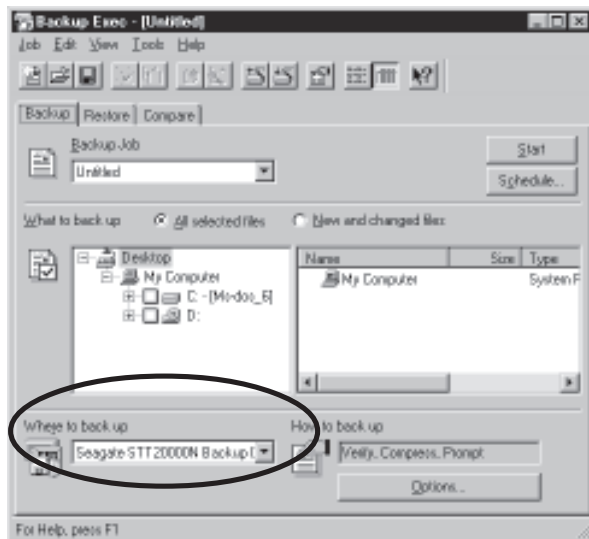 Backup Exec - [Untitled]
Job Edit View Tools Help
Backup Restore Compare
Backup Job
Untitled
Start
Schedule...
What to back up All selected files New and changed files
Desktop
My Computer
C: -[Ms-dos_6]
D:
Name Size Type
My Computer System F
Where to back up
Seagate STT20000N Backup D
How to back up
Verify, Compress, Prompt
Options...
For Help, press F1